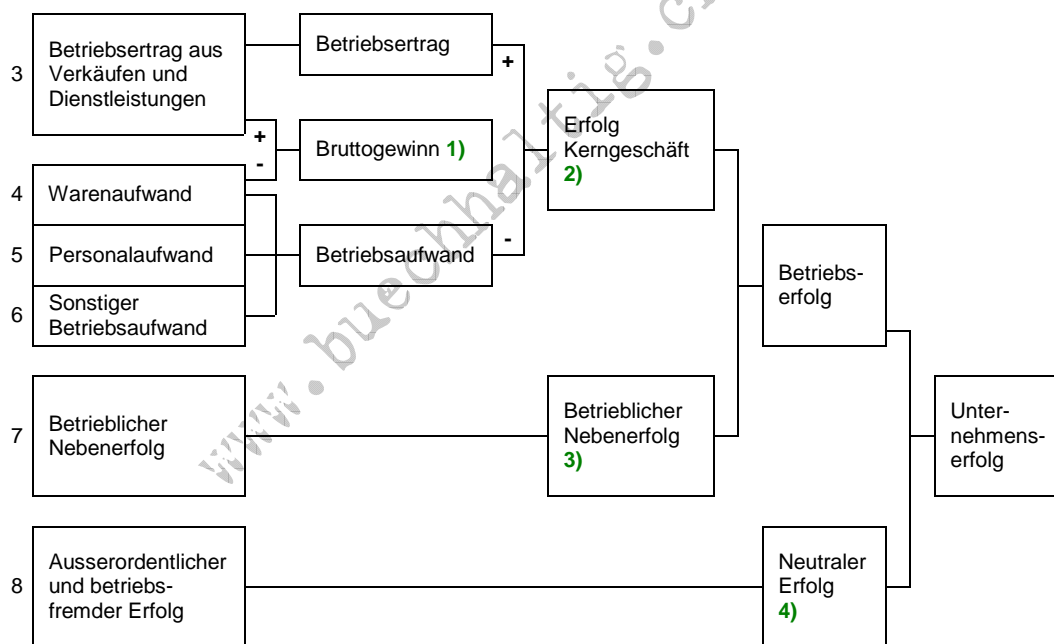 3
Betriebsertrag aus
Verkäufen und
Dienstleistungen
Betriebsertrag
+
+
-
Bruttogewinn 1)
Erfolg
Kerngeschäft
2)
4
Warenaufwand
5
Personalaufwand
Betriebsaufwand
-
6
Sonstiger
Betriebsaufwand
Betriebs-
erfolg
7
Betrieblicher
Nebenerfolg
Betrieblicher
Nebenerfolg
3)
Unter-
nehmens-
erfolg
8
Ausserordentlicher
und betriebs-
fremder Erfolg
Neutraler
Erfolg
4)
www.buechhaltig.c